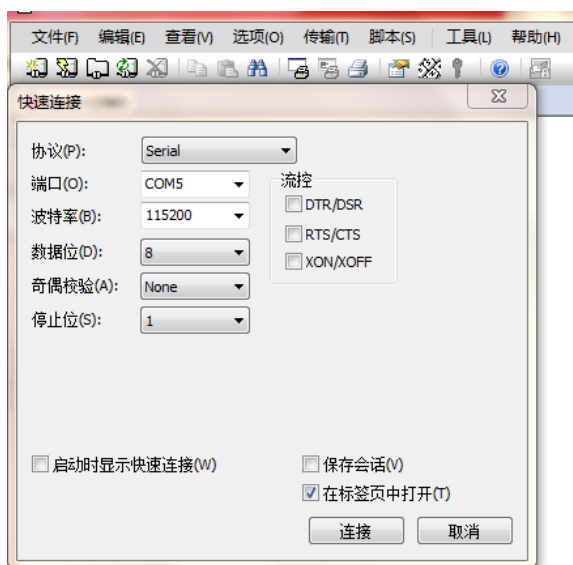 文件(F) 编辑(E) 查看(V) 选项(O) 传输(T) 脚本(S) 工具(L) 帮助(H)
快速连接
协议(P): Serial
端口(O): COM5
流控
波特率(B): 115200
DTR/DSR
RTS/CTS
数据位(D): 8
XON/XOFF
奇偶校验(A): None
停止位(S): 1
启动时显示快速连接(W)
保存会话(V)
在标签页中打开(T)
连接 取消